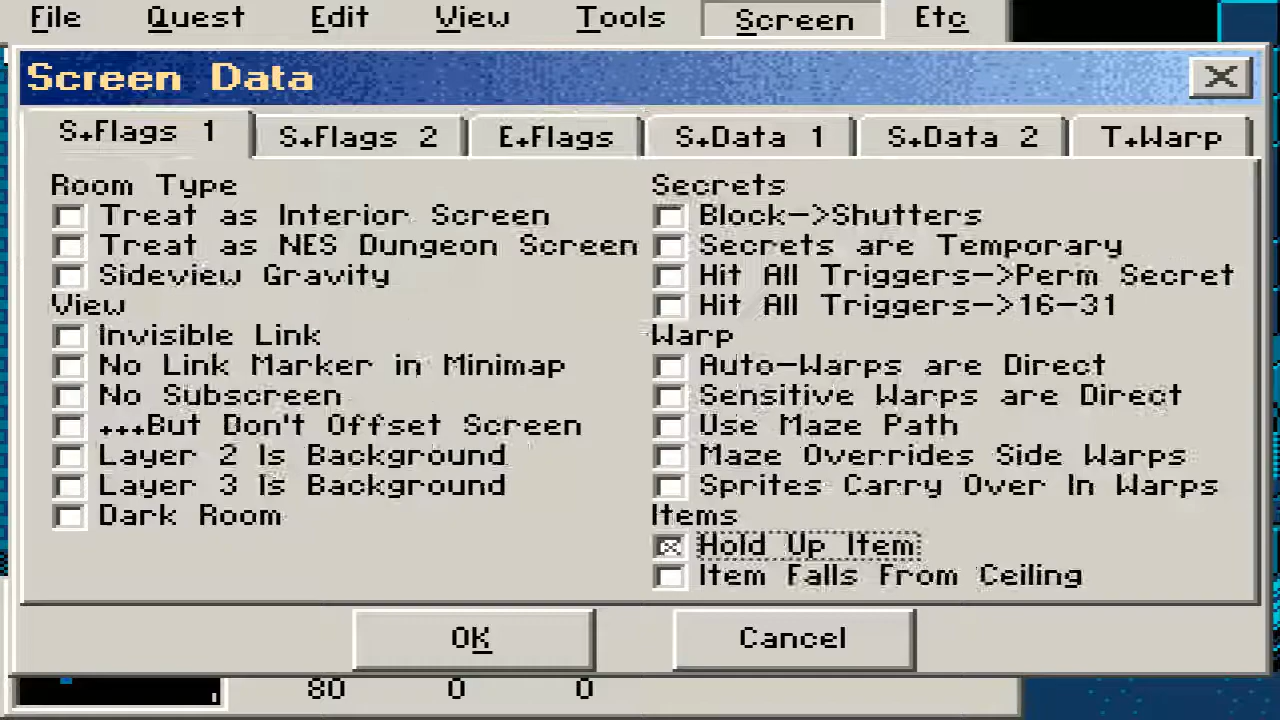 File Quest Edit View Tools Screen Etc
Screen Data
S.Flags 1 S.Flags 2 E.Flags S.Data 1 S.Data 2 T.Warp
Room Type
Treat as Interior Screen
Treat as NES Dungeon Screen
Sideview Gravity
View
Invisible Link
No Link Marker in Minimap
No Subscreen
...But Don't Offset Screen
Layer 2 Is Background
Layer 3 Is Background
Dark Room
Secrets
Block->Shutters
Secrets are Temporary
Hit All Triggers->Perm Secret
Hit All Triggers->16-31
Warp
Auto-Warps are Direct
Sensitive Warps are Direct
Use Maze Path
Maze Overrides Side Warps
Sprites Carry Over In Warps
Items
Hold Up Item
Item Falls From Ceiling
OK Cancel
80 0 0